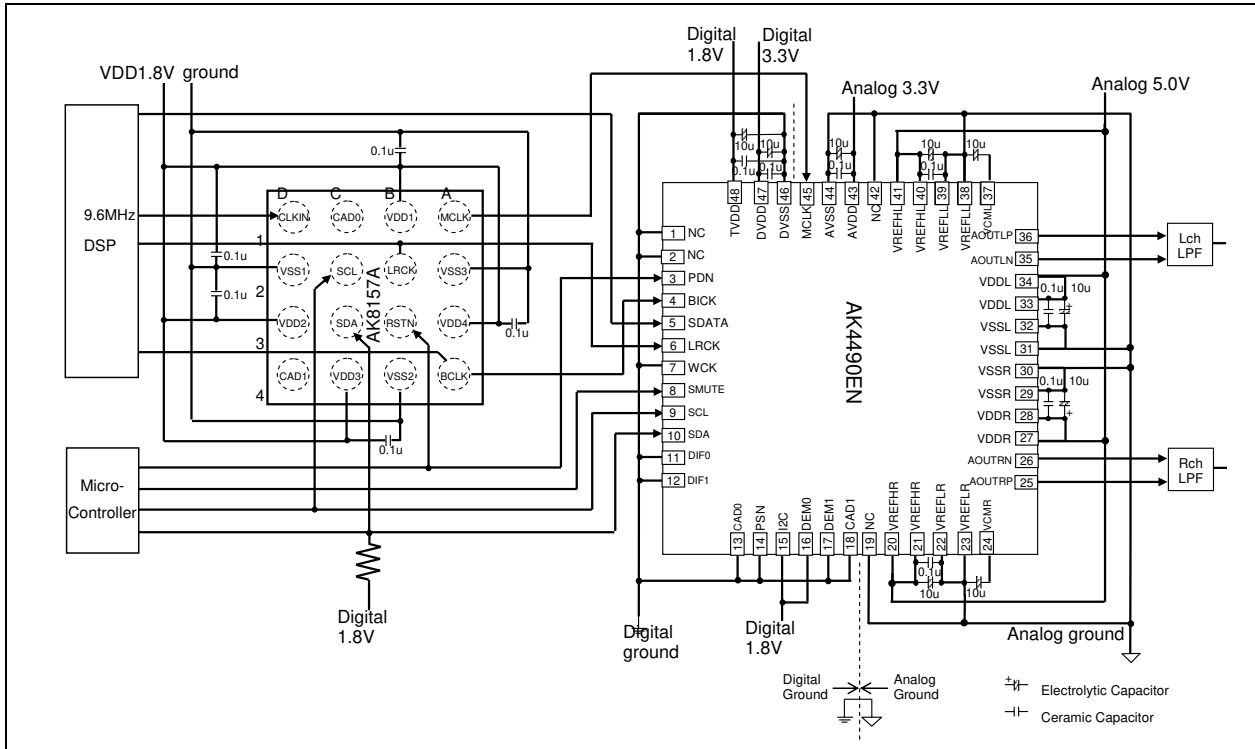 Digital 1.8V
Digital 3.3V
VDD1.8V ground
Analog 3.3V
Analog 5.0V
10u
10u
0.1u
0.1u
10u
0.1u
10u
0.1u
10u
0.1u
TVDD 48
DVDD 47
DVSS 46
MCLK 45
AVSS 44
AVDD 43
NC 42
VREFHL 41
VREFHL 40
VREFLL 39
VREFLL 38
VCML 37
9.6MHz
DSP
D C B A
1
2
3
4
CLKIN CAD0 VDD1 MCLK
VSS1 SCL LRCK VSS3
VDD2 SDA RSTN VDD4
CAD1 VDD3 VSS2 BCLK
AK8157A
0.1u
0.1u
0.1u
0.1u
1 NC
2 NC
3 PDN
4 BICK
5 SDATA
6 LRCK
7 WCK
8 SMUTE
9 SCL
10 SDA
11 DIF0
12 DIF1
AK4490EN
AOUTLP 36
AOUTLN 35
VDDL 34
VDDL 33
VSSL 32
VSSL 31
VSSR 30
VSSR 29
VDDR 28
VDDR 27
AOUTRN 26
AOUTRP 25
0.1u 10u
+
0.1u 10u
+
Lch
LPF
Rch
LPF
Micro-
Controller
Digital
1.8V
CAD0 13
PSN 14
I2C 15
DEM0 16
DEM1 17
CAD1 18
NC 19
VREFHR 20
VREFHR 21
VREFLR 22
VREFLR 23
VCMR 24
0.1u
10u
10u
Digital
ground
Digital
1.8V
Analog ground
Digital
Ground
Analog
Ground
+ Electrolytic Capacitor
Ceramic Capacitor